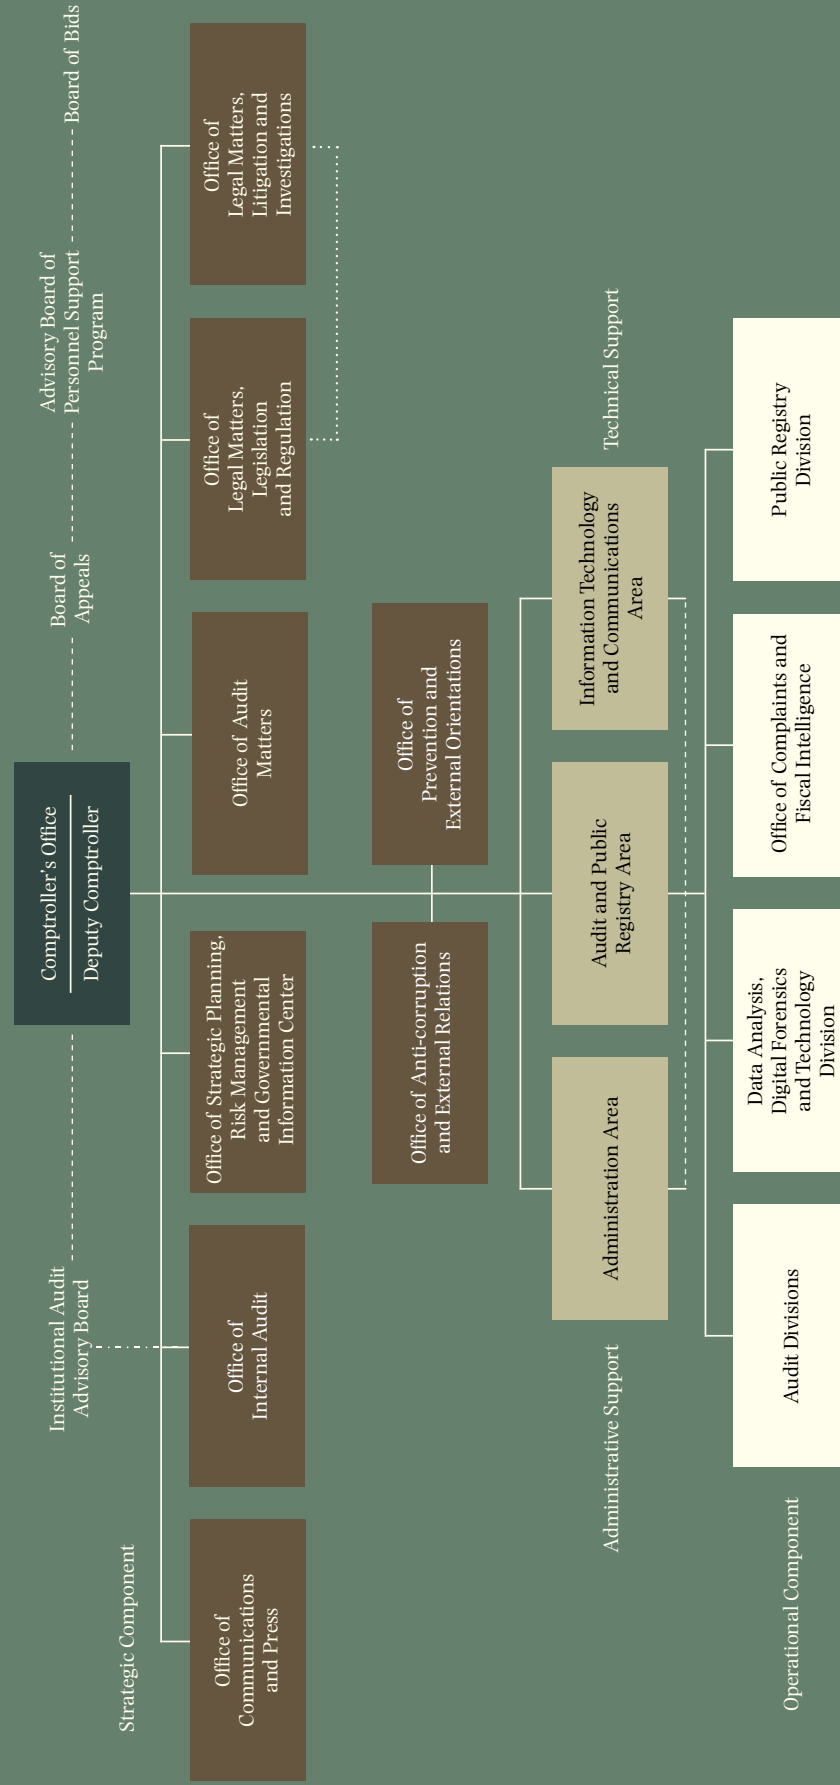 Comptroller's Office
Deputy Comptroller
Institutional Audit
Advisory Board
Board of
Appeals
Advisory Board of
Personnel Support
Program
Board of Bids
Strategic Component
Office of
Communications
and Press
Office of
Internal Audit
Office of Strategic Planning,
Risk Management
and Governmental
Information Center
Office of Audit
Matters
Office of
Legal Matters,
Legislation
and Regulation
Office of
Legal Matters,
Litigation and
Investigations
Office of Anti-corruption
and External Relations
Office of
Prevention and
External Orientations
Administrative Support
Administration Area
Audit and Public
Registry Area
Information Technology
and Communications
Area
Technical Support
Operational Component
Audit Divisions
Data Analysis,
Digital Forensics
and Technology
Division
Office of Complaints and
Fiscal Intelligence
Public Registry
Division